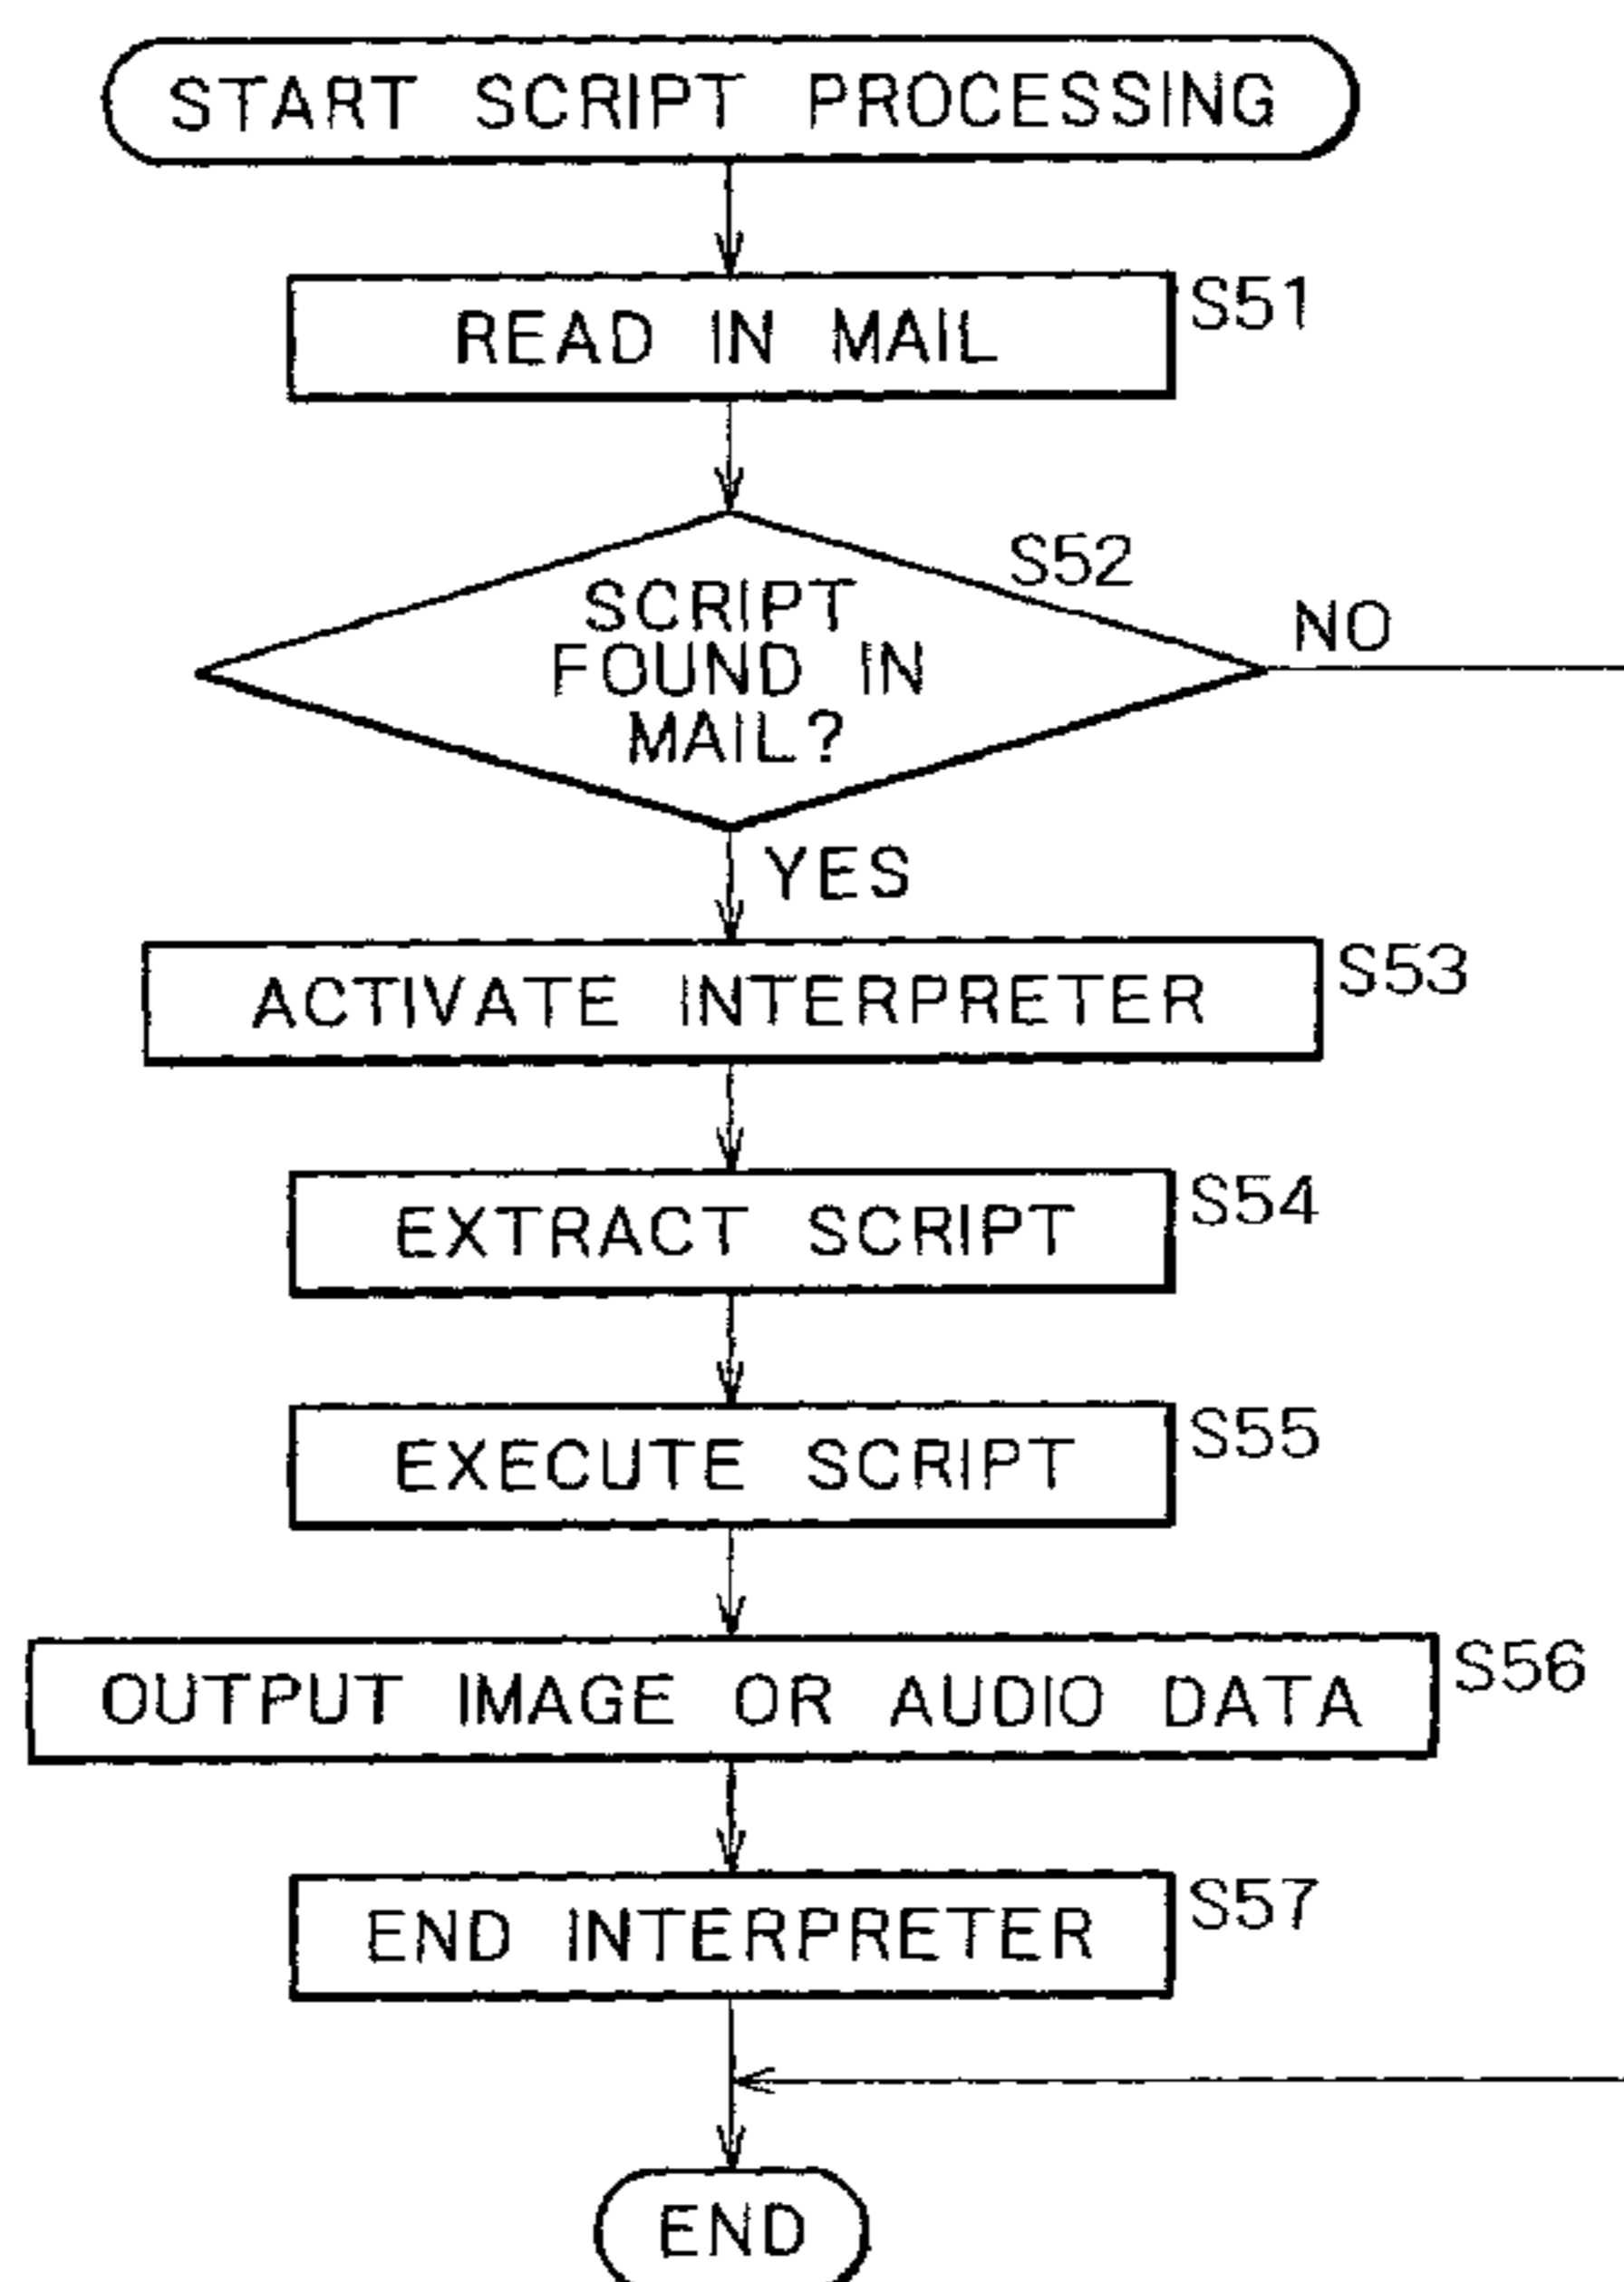 START SCRIPT PROCESSING
READ IN MAIL
S51
S52
SCRIPT
FOUND IN
MAIL?
NO
YES
ACTIVATE INTERPRETER
S53
EXTRACT SCRIPT
S54
EXECUTE SCRIPT
S55
OUTPUT IMAGE OR AUDIO DATA
S56
END INTERPRETER
S57
END